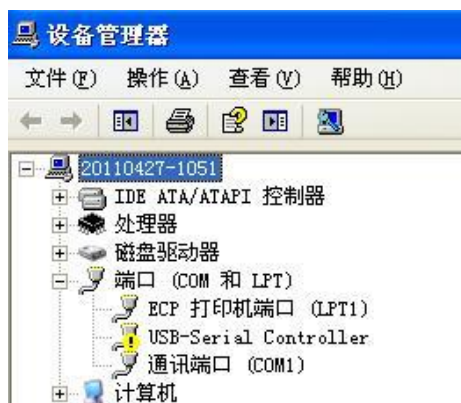 设备管理器
文件(F) 操作(A) 查看(V) 帮助(H)
20110427-1051
IDE ATA/ATAPI 控制器
处理器
磁盘驱动器
端口 (COM 和 LPT)
ECP 打印机端口 (LPT1)
USB-Serial Controller
通讯端口 (COM1)
计算机